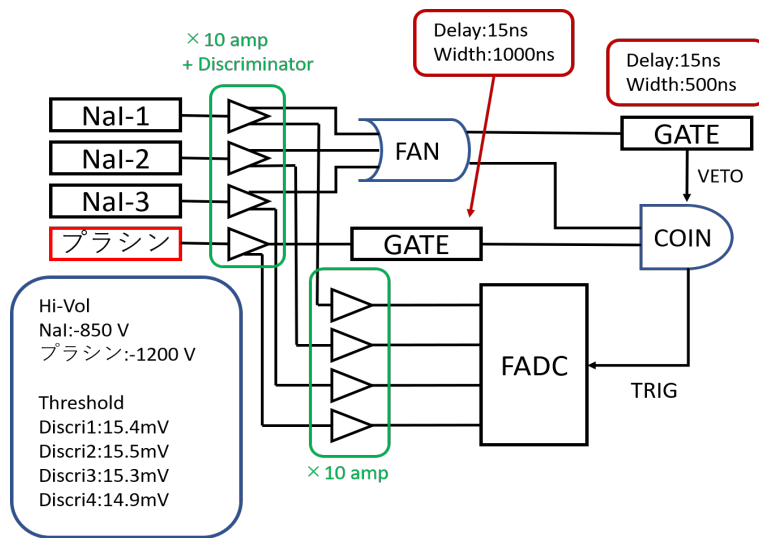 ×10 amp
+ Discriminator
Delay:15ns
Width:1000ns
Delay:15ns
Width:500ns
NaI-1
NaI-2
NaI-3
プラシン
FAN
GATE
VETO
GATE
COIN
Hi-Vol
NaI:-850 V
プラシン:-1200 V
Threshold
Discri1:15.4mV
Discri2:15.5mV
Discri3:15.3mV
Discri4:14.9mV
FADC
TRIG
×10 amp